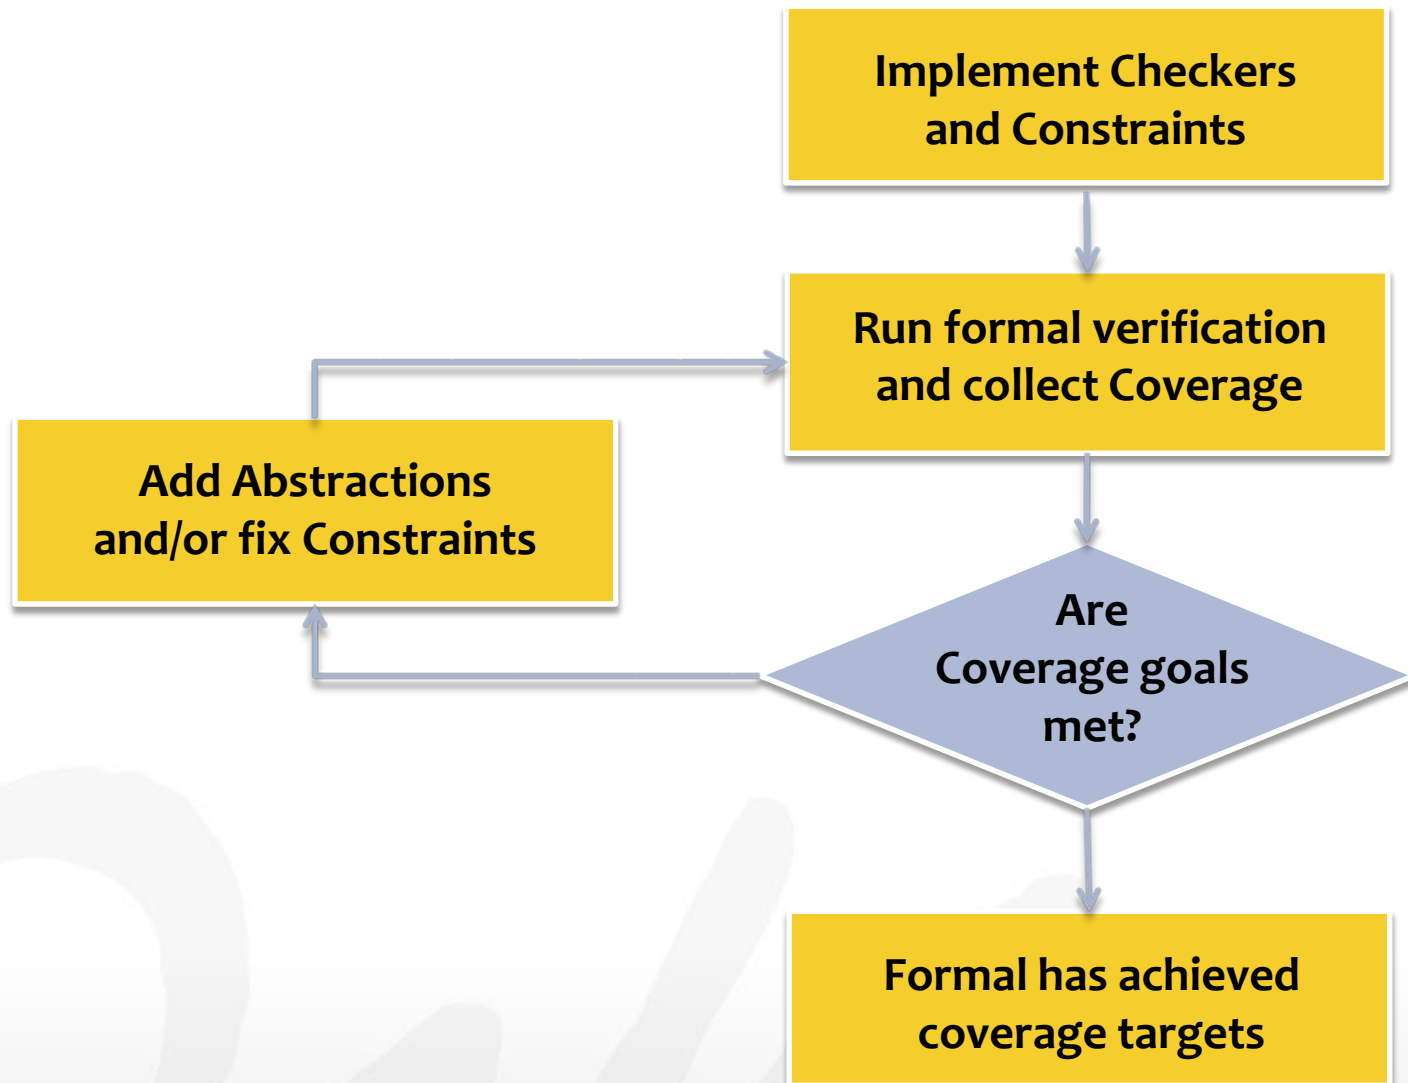 Implement Checkers
and Constraints
Run formal verification
and collect Coverage
Add Abstractions
and/or fix Constraints
Are
Coverage goals
met?
Formal has achieved
coverage targets